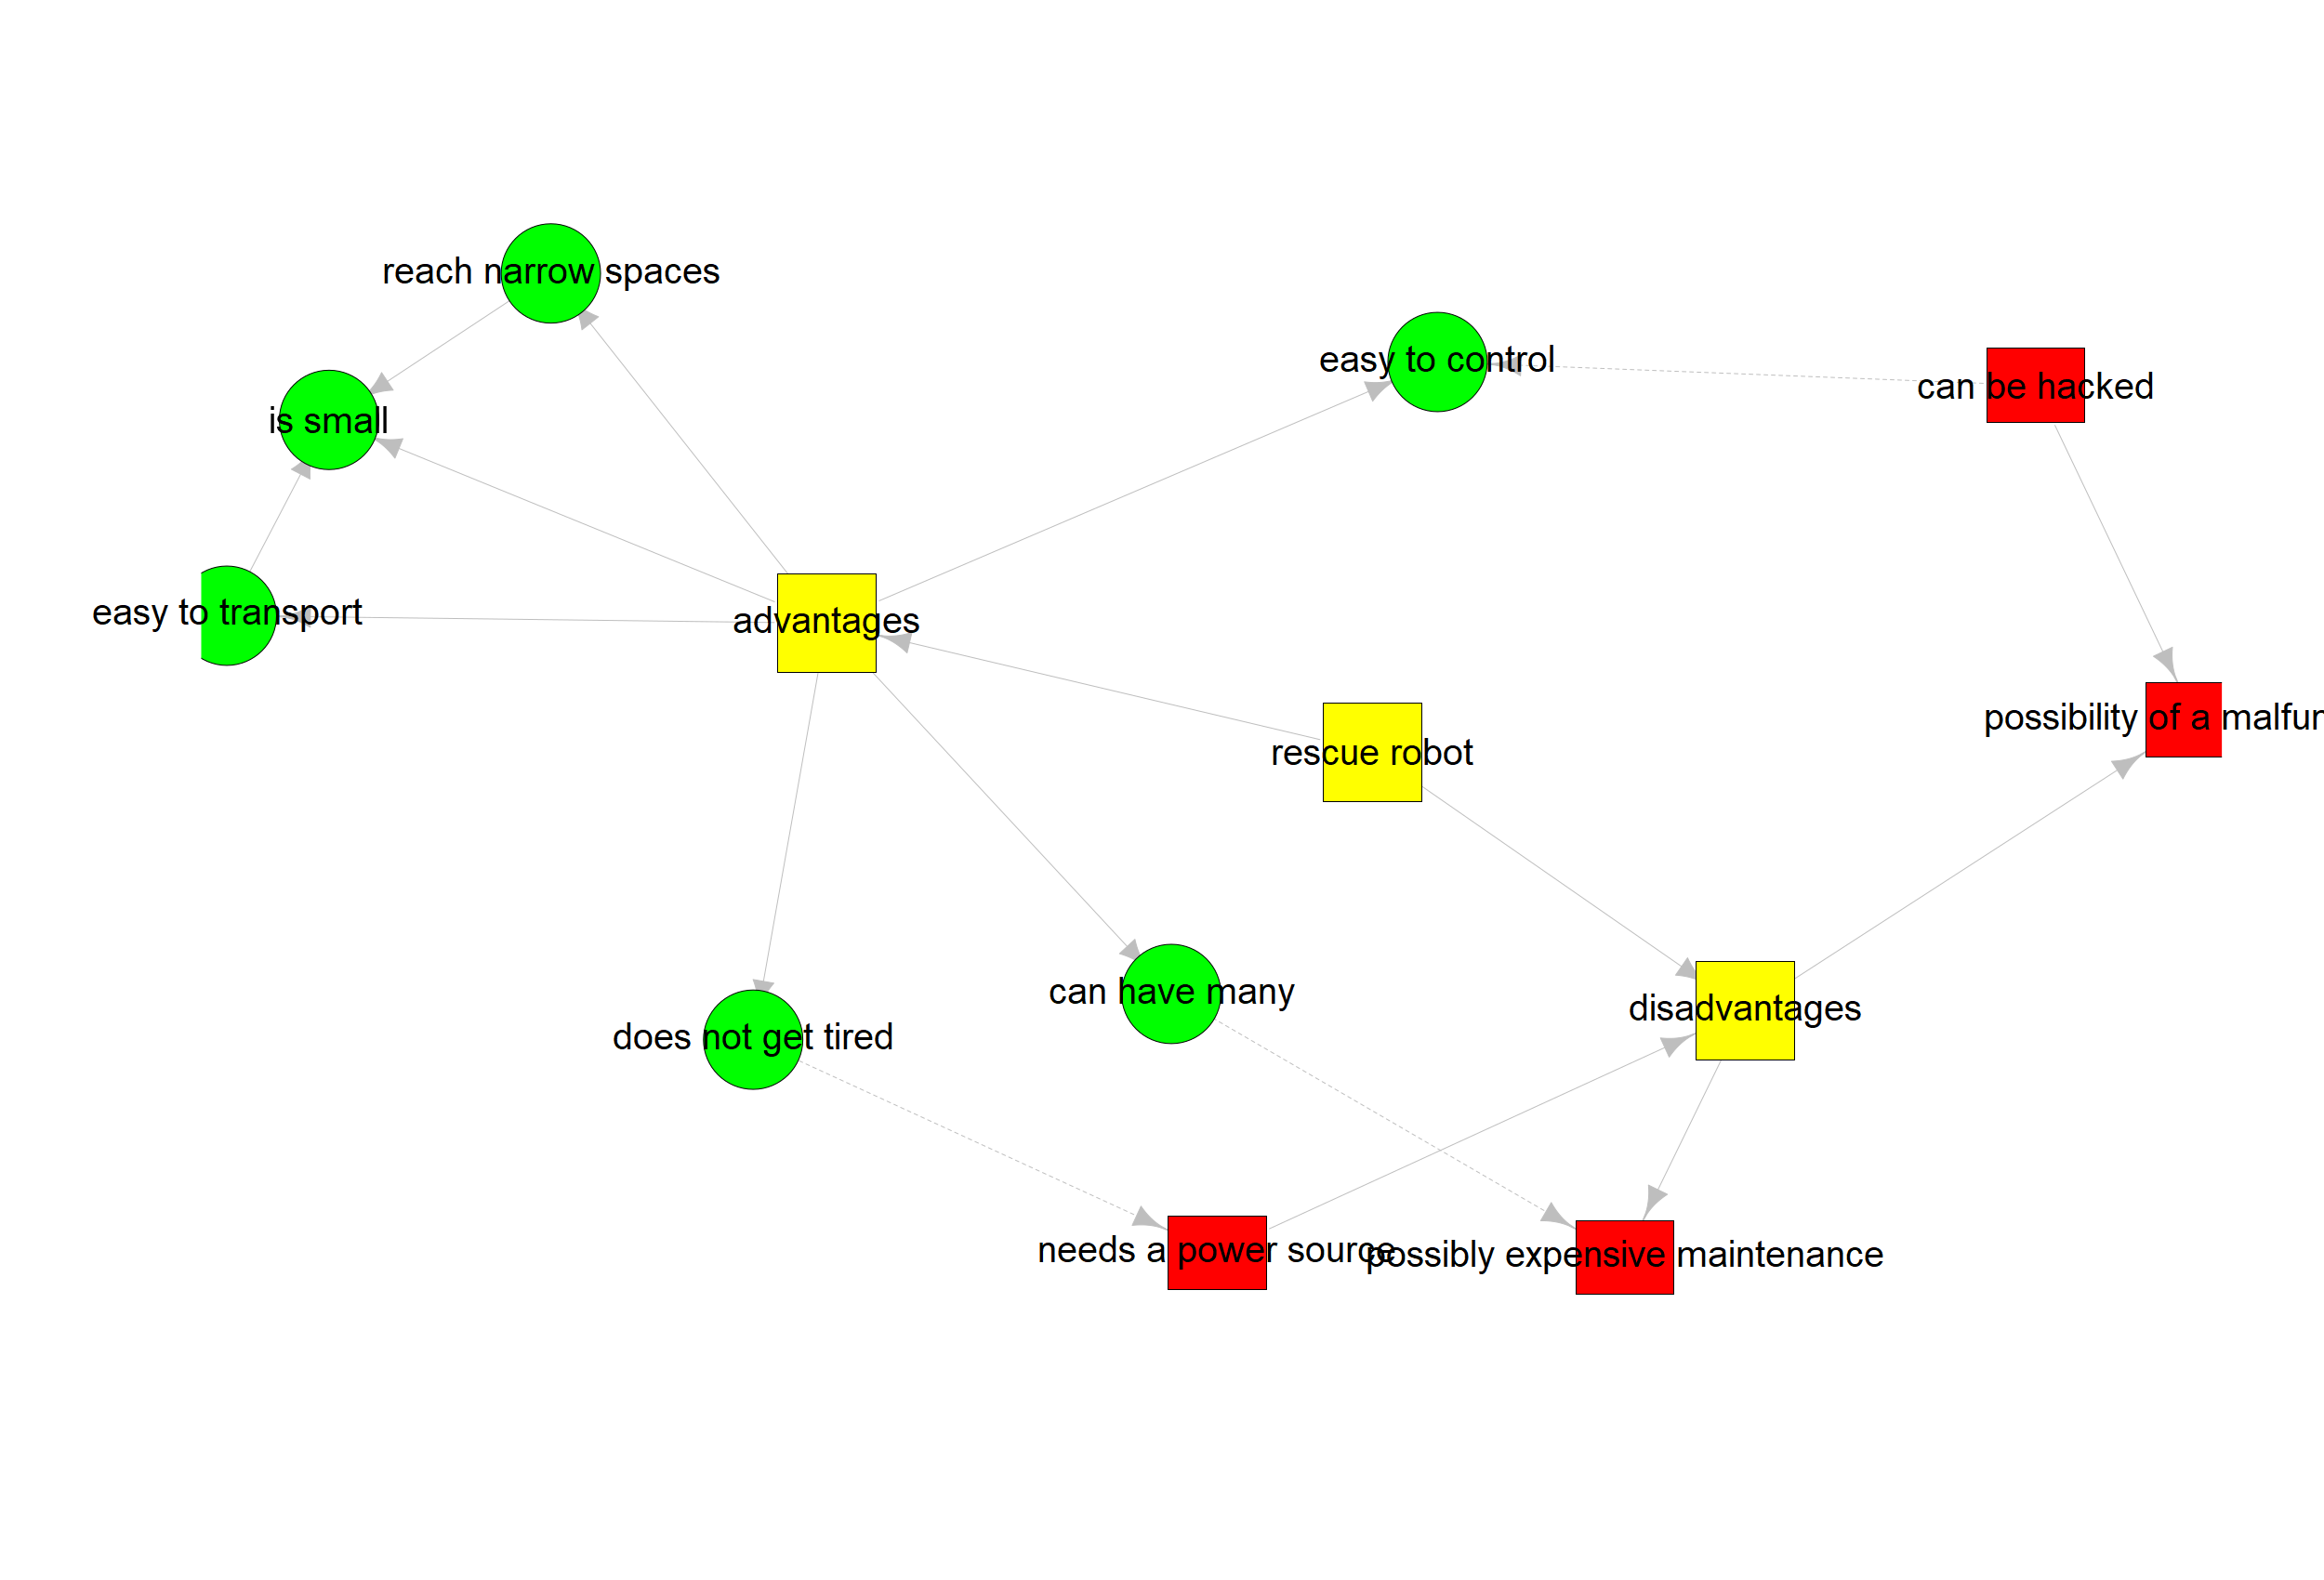 reach narrow spaces
easy to control
can be hacked
is small
easy to transport
advantages
possibility of a malfun
rescue robot
can have many
disadvantages
does not get tired
needs a power source
possibly expensive maintenance